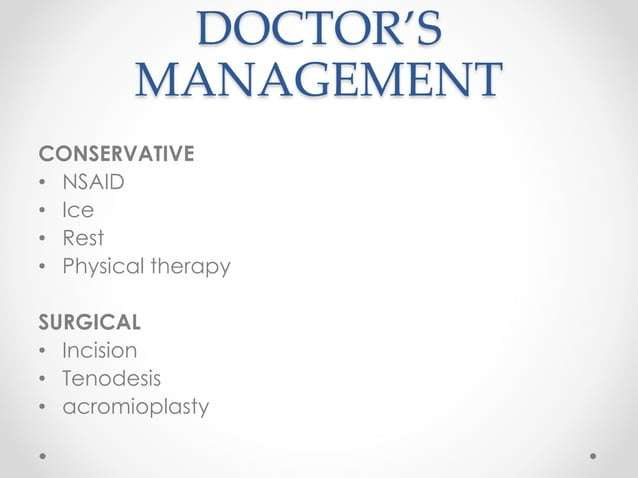 DOCTOR’S
MANAGEMENT
CONSERVATIVE
• NSAID
• Ice
• Rest
• Physical therapy
SURGICAL
• Incision
• Tenodesis
• acromioplasty